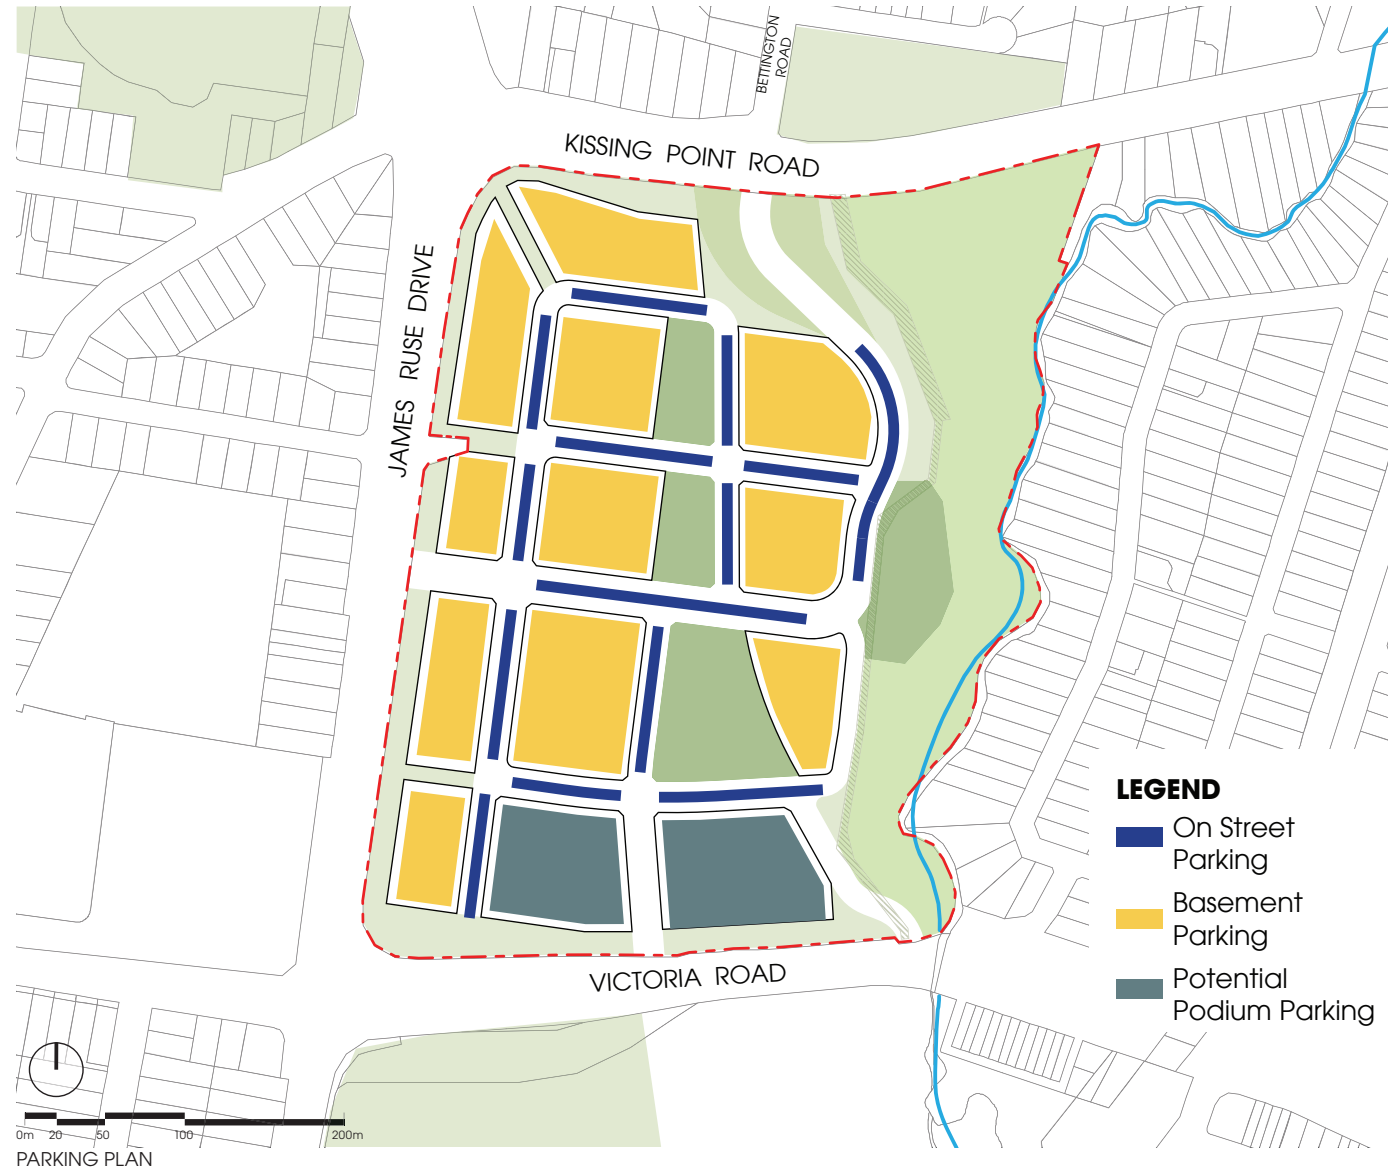 BETTINGTON
ROAD
KISSING POINT ROAD
JAMES RUSE DRIVE
LEGEND
On Street
Parking
Basement
Parking
Potential
Podium Parking
VICTORIA ROAD
0m 20 50 100 200m
PARKING PLAN